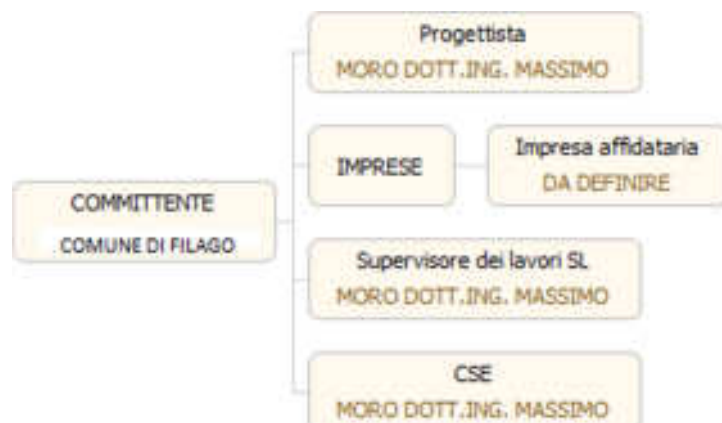 Progettista
MORO DOTT.ING. MASSIMO
IMPRESE
Impresa affidataria
DA DEFINIRE
COMMITTENTE
COMUNE DI FILAGO
Supervisore dei lavori SL
MORO DOTT.ING. MASSIMO
CSE
MORO DOTT.ING. MASSIMO